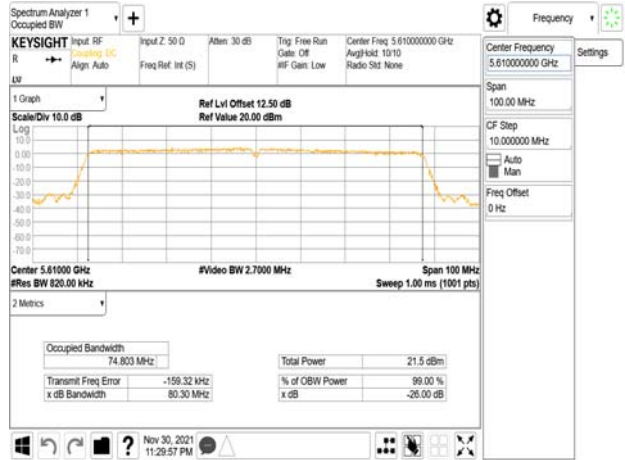 Spectrum Analyzer 1
Occupied BW
Frequency
KEYSIGHT
R
Input: RF
Coupling: DC
Align: Auto
Input Z: 50 Ω
Freq Ref: Int (S)
Atten: 30 dB
Trig: Free Run
Gate: Off
#IF Gain: Low
Center Freq: 5.610000000 GHz
Avg|Hold: 10/10
Radio Std: None
Center Frequency
5.610000000 GHz
Settings
Span
100.00 MHz
CF Step
10.000000 MHz
Auto
Man
Freq Offset
0 Hz
1 Graph
Scale/Div 10.0 dB
Ref Lvl Offset 12.50 dB
Ref Value 20.00 dBm
Log
10.0
0.00
-10.0
-20.0
-30.0
-40.0
-50.0
-60.0
-70.0
Center 5.61000 GHz
#Res BW 820.00 kHz
#Video BW 2.7000 MHz
Span 100 MHz
Sweep 1.00 ms (1001 pts)
2 Metrics
Occupied Bandwidth
74.803 MHz
Total Power 21.5 dBm
Transmit Freq Error -159.32 kHz
% of OBW Power 99.00 %
x dB Bandwidth 80.30 MHz
x dB -26.00 dB
Nov 30, 2021
11:29:57 PM